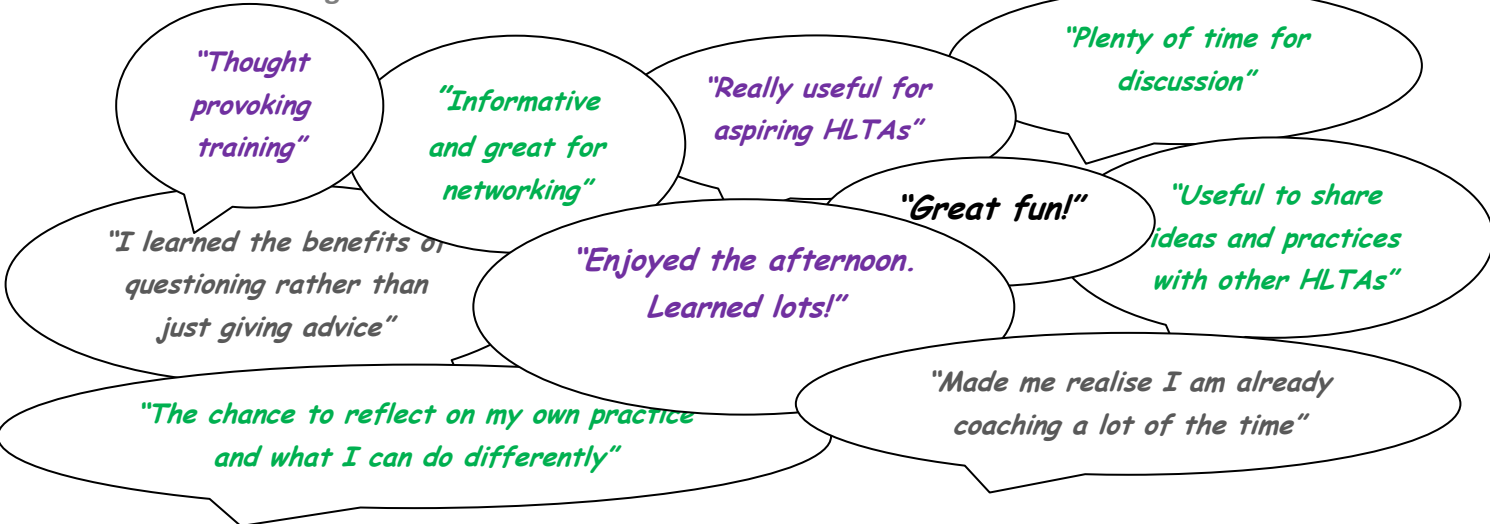 "Thought
provoking
training"
"Informative
and great for
networking"
"Really useful for
aspiring HLTAs"
"Plenty of time for
discussion"
"Great fun!"
"Useful to share
ideas and practices
with other HLTAs"
"I learned the benefits of
questioning rather than
just giving advice"
"Enjoyed the afternoon.
Learned lots!"
"Made me realise I am already
coaching a lot of the time"
"The chance to reflect on my own practice
and what I can do differently"